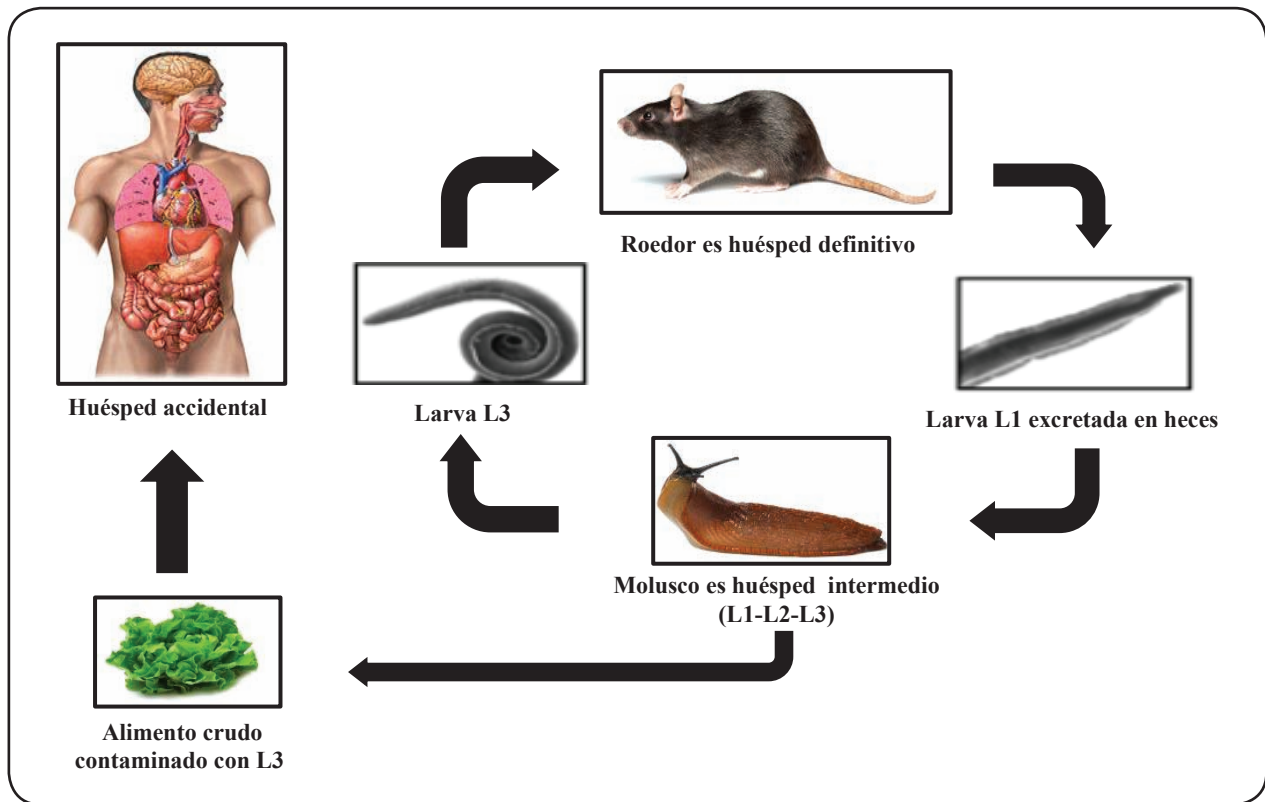 Roedor es huésped definitivo
Huésped accidental
Larva L3
Larva L1 excretada en heces
Molusco es huésped intermedio
(L1-L2-L3)
Alimento crudo
contaminado con L3